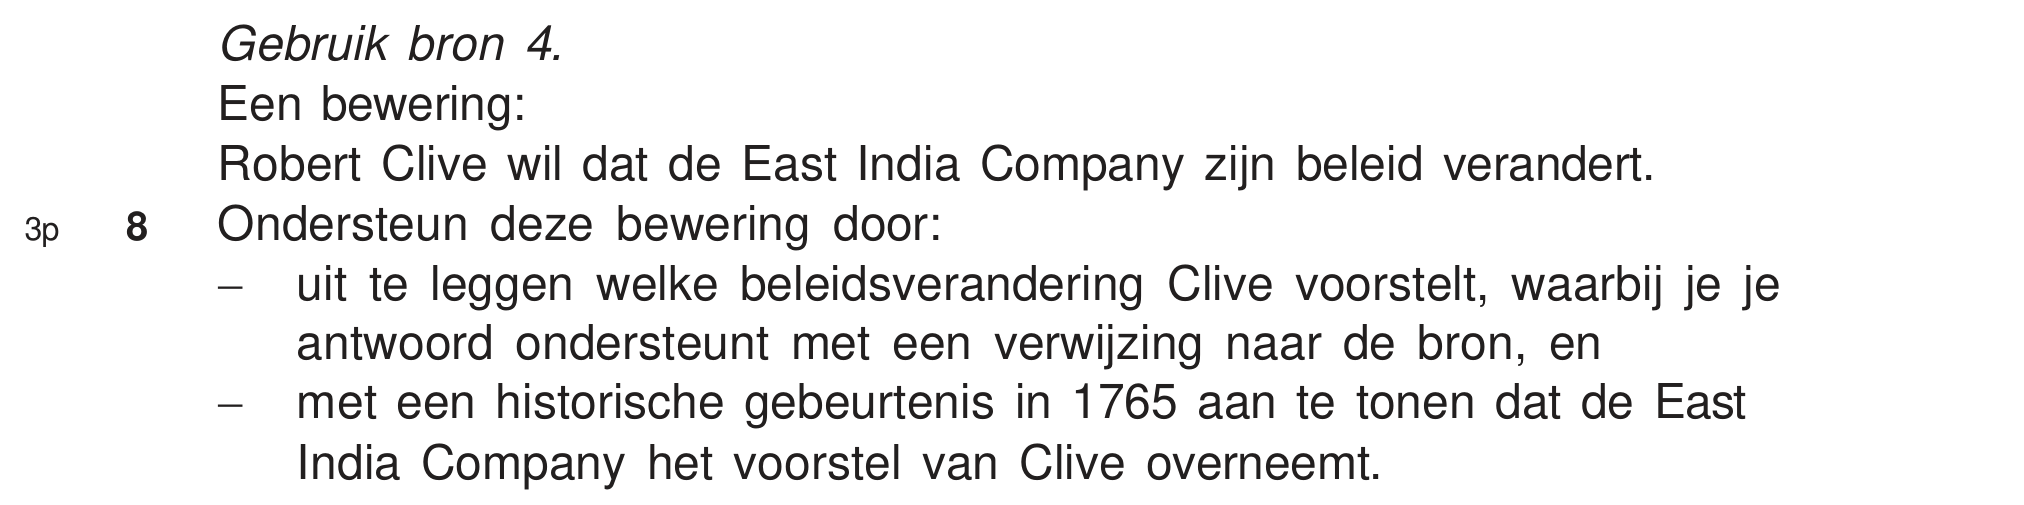 Gebruik bron 4.
Een bewering:
Robert Clive wil dat de East India Company zijn beleid verandert.
3p 8 Ondersteun deze bewering door:
– uit te leggen welke beleidsverandering Clive voorstelt, waarbij je je
antwoord ondersteunt met een verwijzing naar de bron, en
– met een historische gebeurtenis in 1765 aan te tonen dat de East
India Company het voorstel van Clive overneemt.